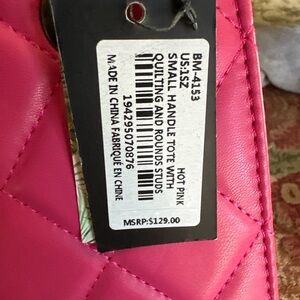 BM-4153
US:1SZ HOT PINK
SMALL HANDLE TOTE WITH
QUILTING AND ROUNDS STUDS
194295070876
MADE IN CHINA FABRIQUÉ EN CHINE
MSRP:$129.00